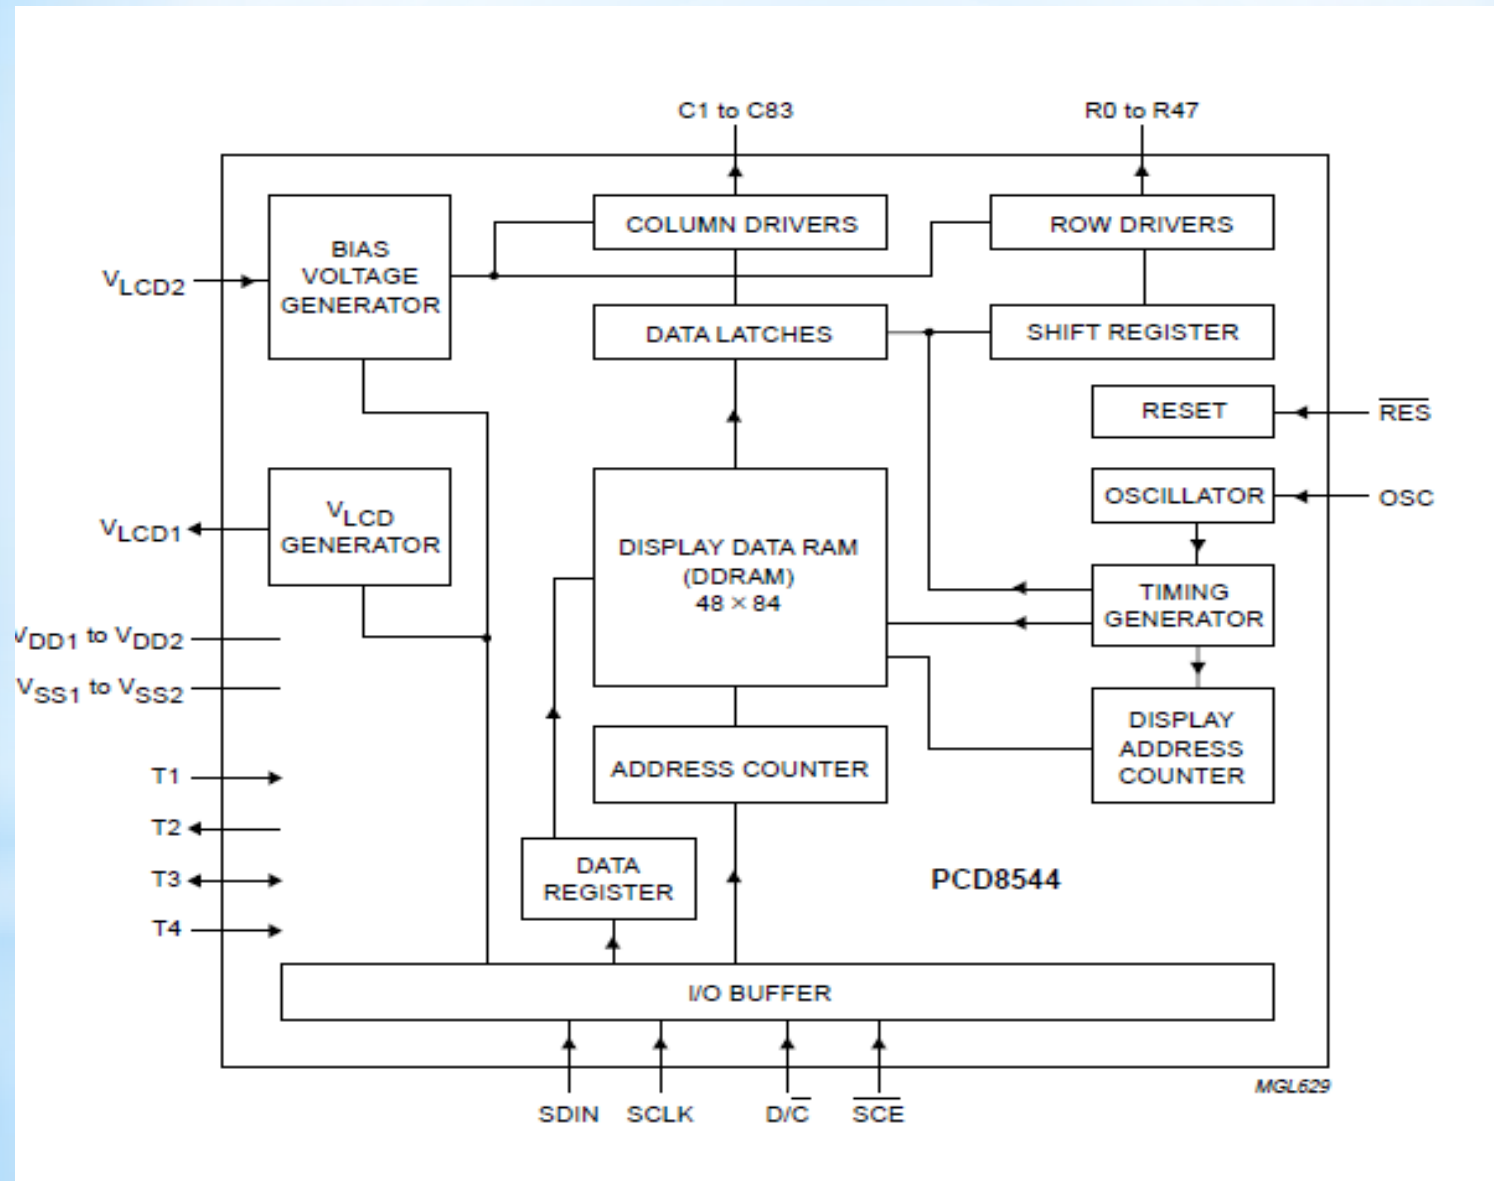 C1 to C83
R0 to R47
COLUMN DRIVERS
ROW DRIVERS
BIAS
VOLTAGE
GENERATOR
VLCD2
DATA LATCHES
SHIFT REGISTER
RESET
RES
OSCILLATOR
OSC
VLCD
GENERATOR
VLCD1
DISPLAY DATA RAM
(DDRAM)
48 × 84
TIMING
GENERATOR
VDD1 to VDD2
VSS1 to VSS2
DISPLAY
ADDRESS
COUNTER
ADDRESS COUNTER
T1
T2
T3
T4
DATA
REGISTER
PCD8544
I/O BUFFER
MGL629
SDIN
SCLK
D/C
SCE